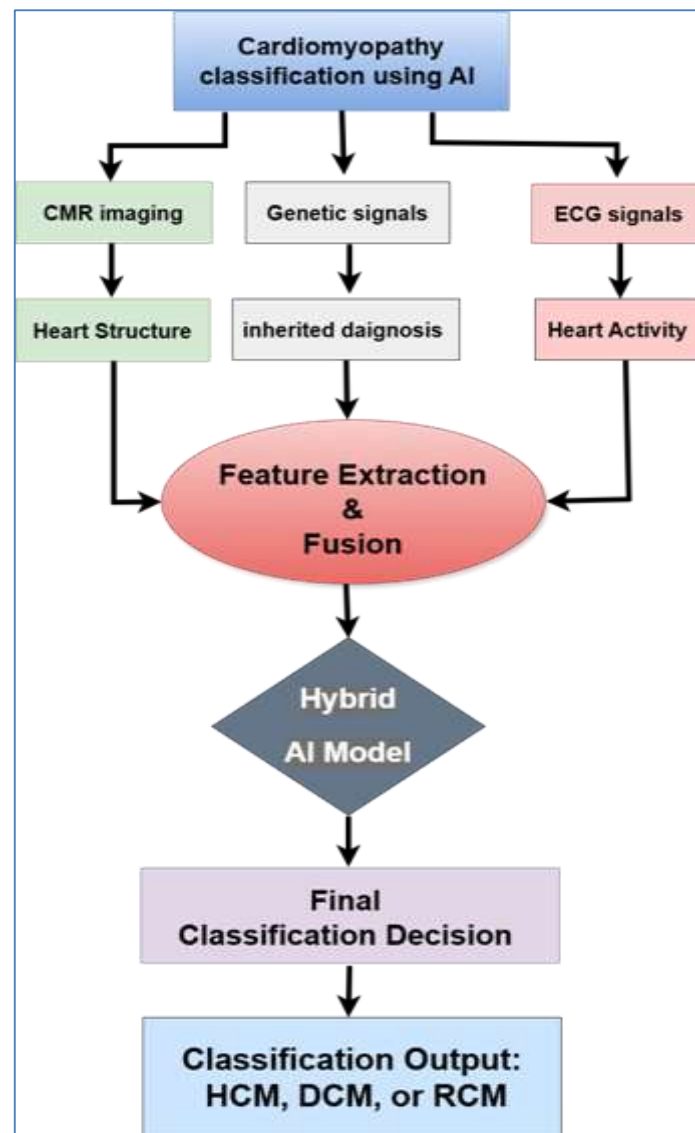 Cardiomyopathy
classification using AI
CMR imaging
Genetic signals
ECG signals
Heart Structure
inherited daignosis
Heart Activity
Feature Extraction
&
Fusion
Hybrid
AI Model
Final
Classification Decision
Classification Output:
HCM, DCM, or RCM